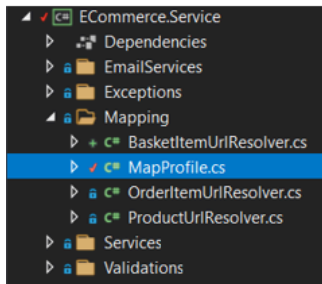 C# ECommerce.Service
Dependencies
EmailServices
Exceptions
Mapping
+ C# BasketItemUrlResolver.cs
C# MapProfile.cs
C# OrderItemUrlResolver.cs
C# ProductUrlResolver.cs
Services
Validations